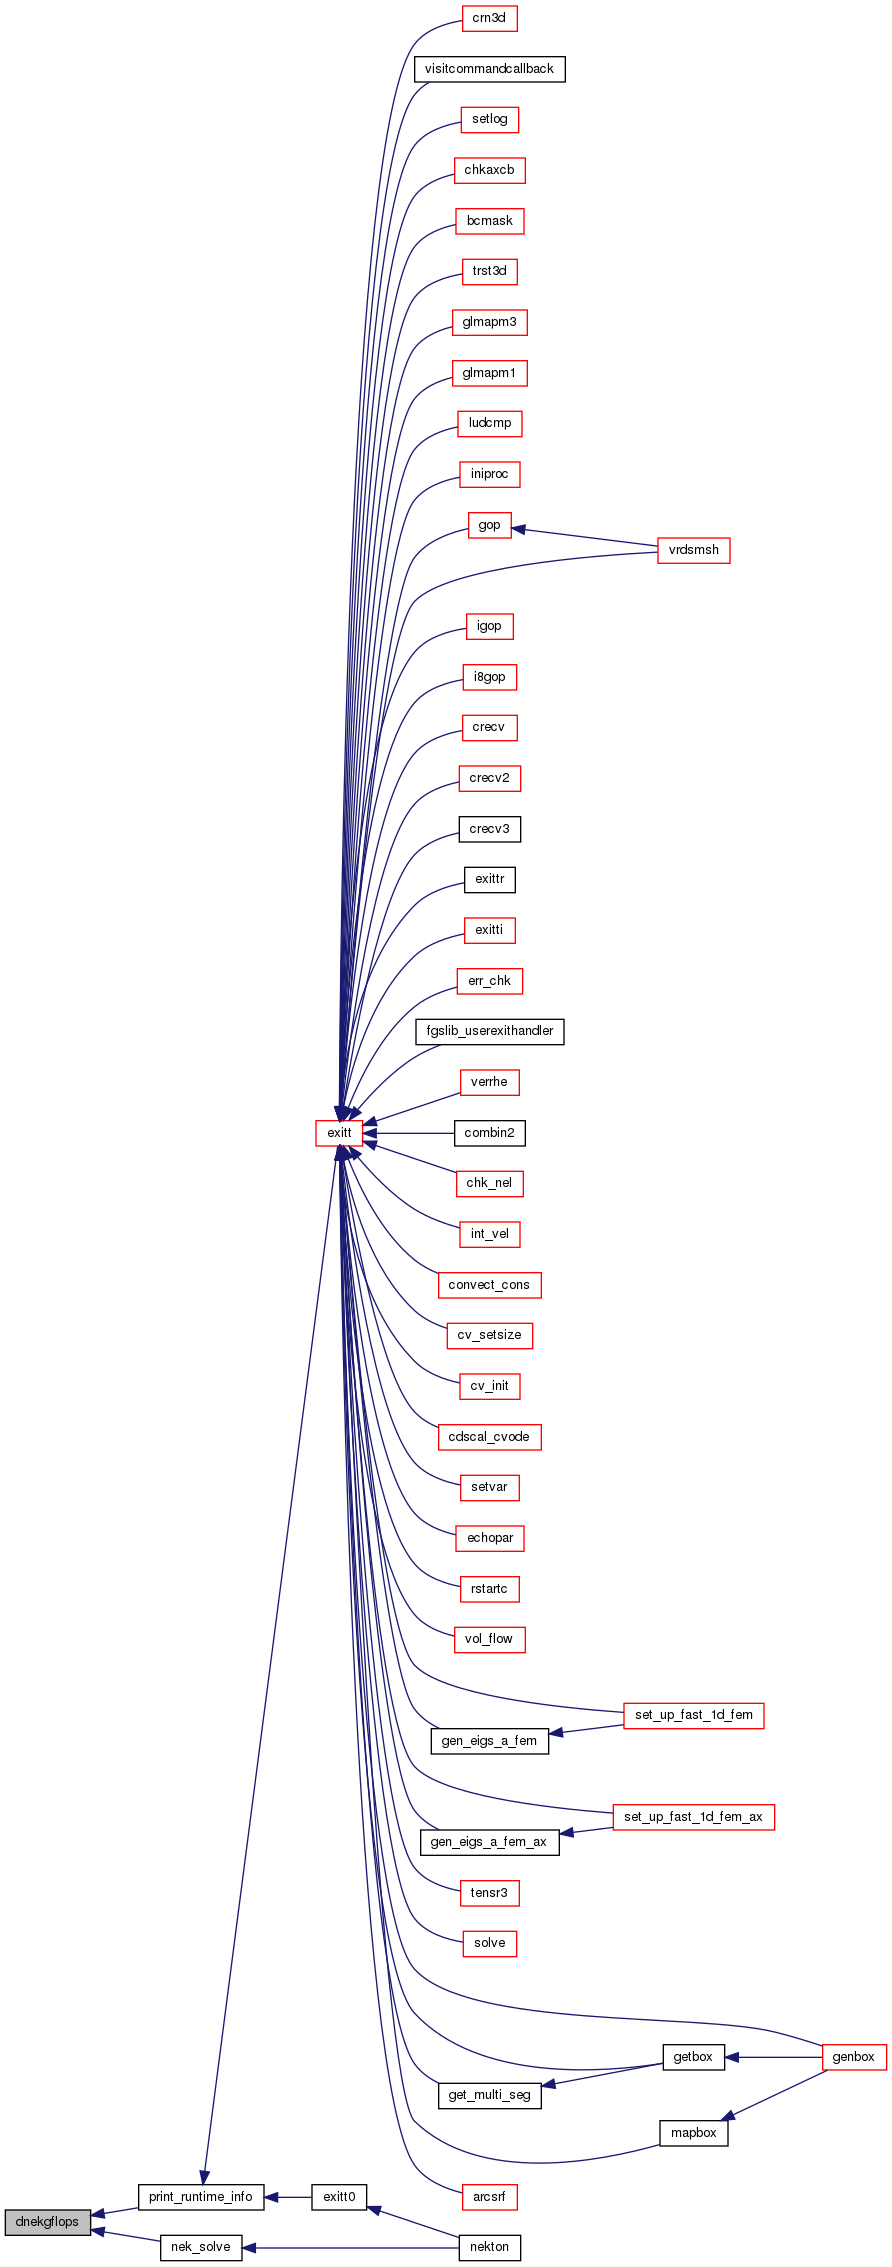 crn3d
visitcommandcallback
setlog
chkaxcb
bcmask
trst3d
glmapm3
glmapm1
ludcmp
iniproc
gop
vrdsmsh
igop
i8gop
crecv
crecv2
crecv3
exittr
exitti
err_chk
fgslib_userexithandler
verrhe
exitt
combin2
chk_nel
int_vel
convect_cons
cv_setsize
cv_init
cdscal_cvode
setvar
echopar
rstartc
vol_flow
set_up_fast_1d_fem
gen_eigs_a_fem
set_up_fast_1d_fem_ax
gen_eigs_a_fem_ax
tensr3
solve
getbox
genbox
get_multi_seg
mapbox
print_runtime_info
exitt0
arcsrf
dnekgflops
nek_solve
nekton